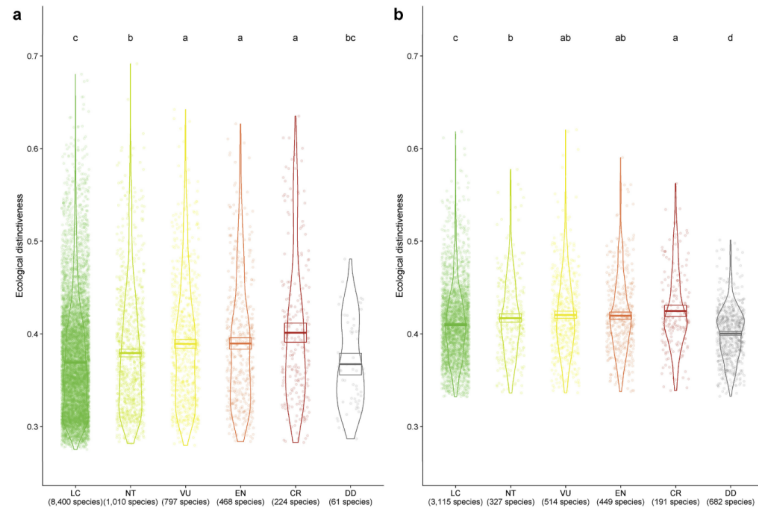 a
b
c b a a a bc
c b ab ab a d
0.7
0.6
0.5
0.4
0.3
Ecological distinctiveness
0.7
0.6
0.5
0.4
0.3
Ecological distinctiveness
LC NT VU EN CR DD
(8,400 species) (1,010 species) (797 species) (468 species) (224 species) (61 species)
LC NT VU EN CR DD
(3,115 species) (327 species) (514 species) (449 species) (191 species) (682 species)